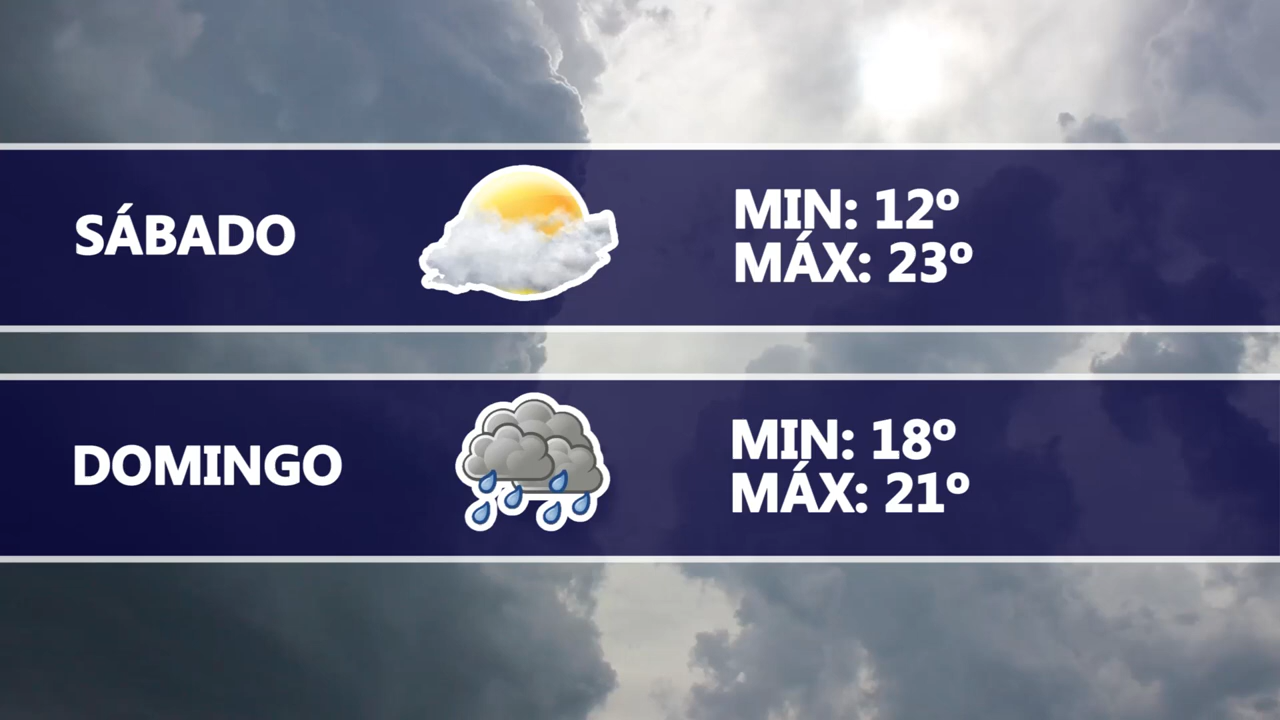 SÁBADO
MIN: 12º
MÁX: 23º
DOMINGO
MIN: 18º
MÁX: 21º